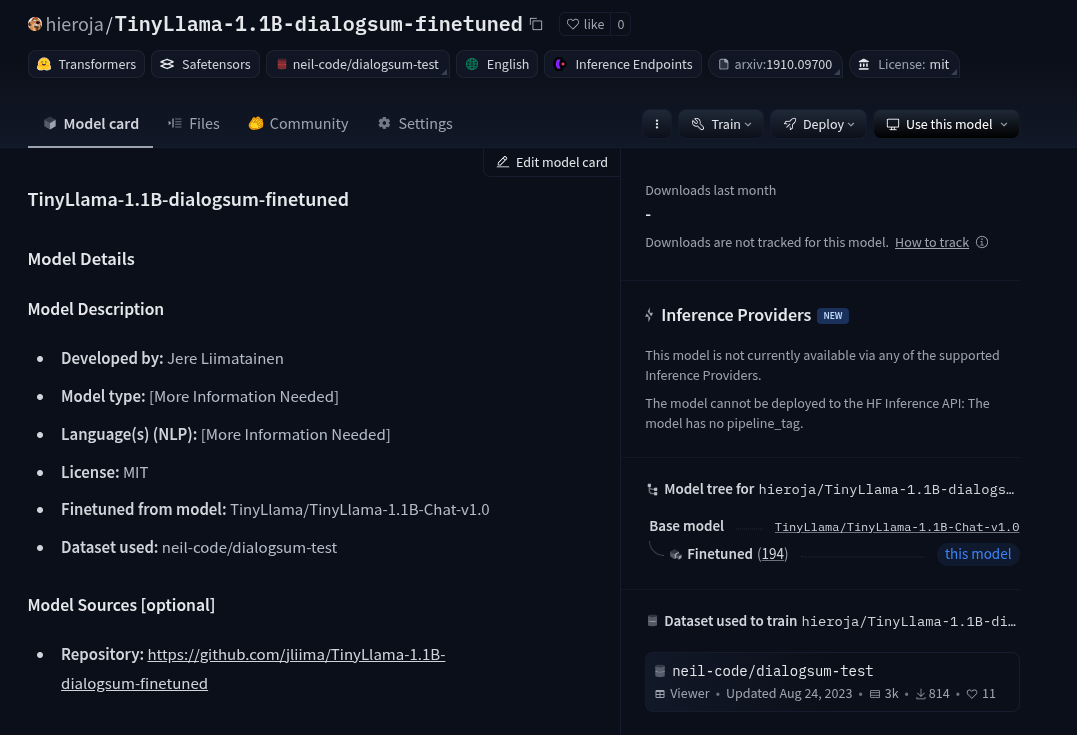 hieroja/TinyLlama-1.1B-dialogsum-finetuned like 0
Transformers Safetensors neil-code/dialogsum-test English Inference Endpoints arxiv:1910.09700 License: mit
Model card Files Community Settings Train Deploy Use this model
Edit model card
TinyLlama-1.1B-dialogsum-finetuned
Model Details
Model Description
• Developed by: Jere Liimatainen
• Model type: [More Information Needed]
• Language(s) (NLP): [More Information Needed]
• License: MIT
• Finetuned from model: TinyLlama/TinyLlama-1.1B-Chat-v1.0
• Dataset used: neil-code/dialogsum-test
Model Sources [optional]
• Repository: https://github.com/jliima/TinyLlama-1.1B-
dialogsum-finetuned
Downloads last month
-
Downloads are not tracked for this model. How to track
Inference Providers NEW
This model is not currently available via any of the supported
Inference Providers.
The model cannot be deployed to the HF Inference API: The
model has no pipeline_tag.
Model tree for hieroja/TinyLlama-1.1B-dialogs…
Base model TinyLlama/TinyLlama-1.1B-Chat-v1.0
Finetuned (194) this model
Dataset used to train hieroja/TinyLlama-1.1B-di…
neil-code/dialogsum-test
Viewer • Updated Aug 24, 2023 • 3k • 814 • 11